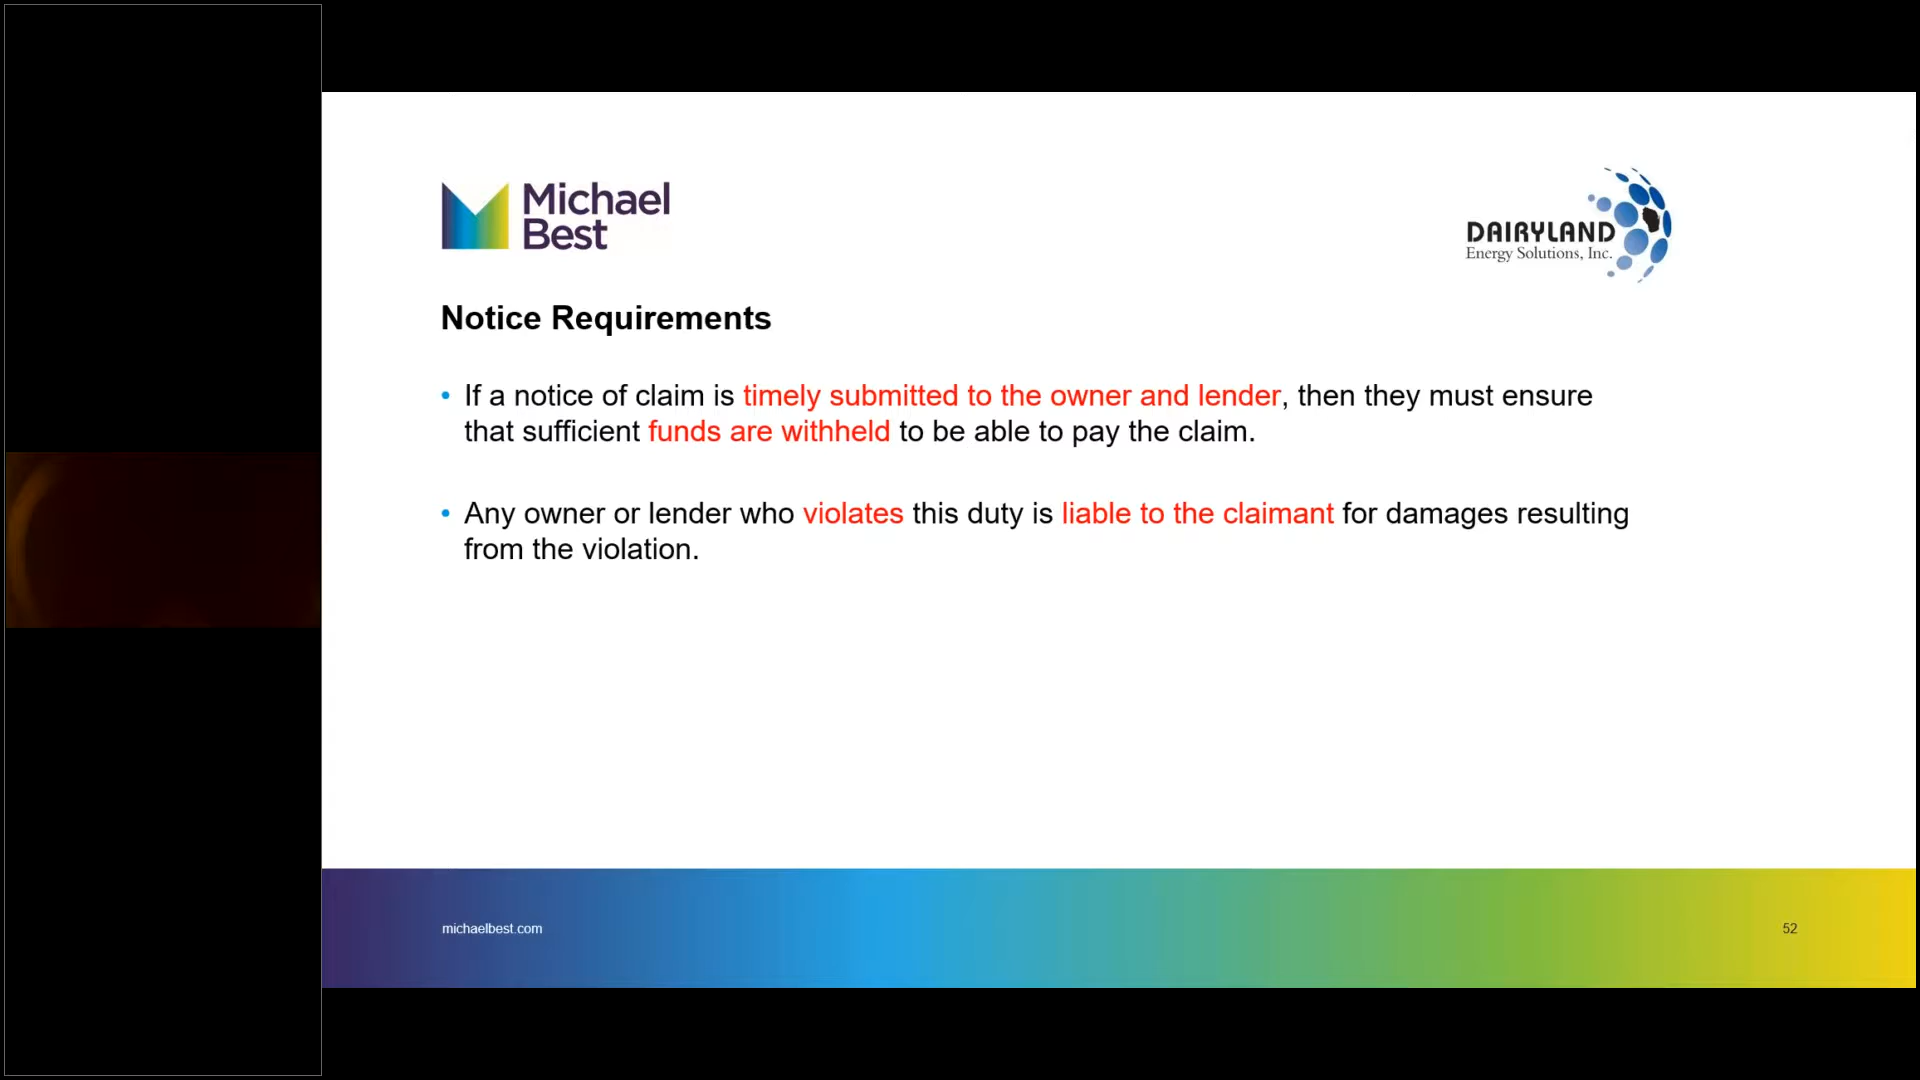 Michael
Best
DAIRYLAND
Energy Solutions, Inc.
Notice Requirements
• If a notice of claim is timely submitted to the owner and lender, then they must ensure
that sufficient funds are withheld to be able to pay the claim.
• Any owner or lender who violates this duty is liable to the claimant for damages resulting
from the violation.
michaelbest.com
52